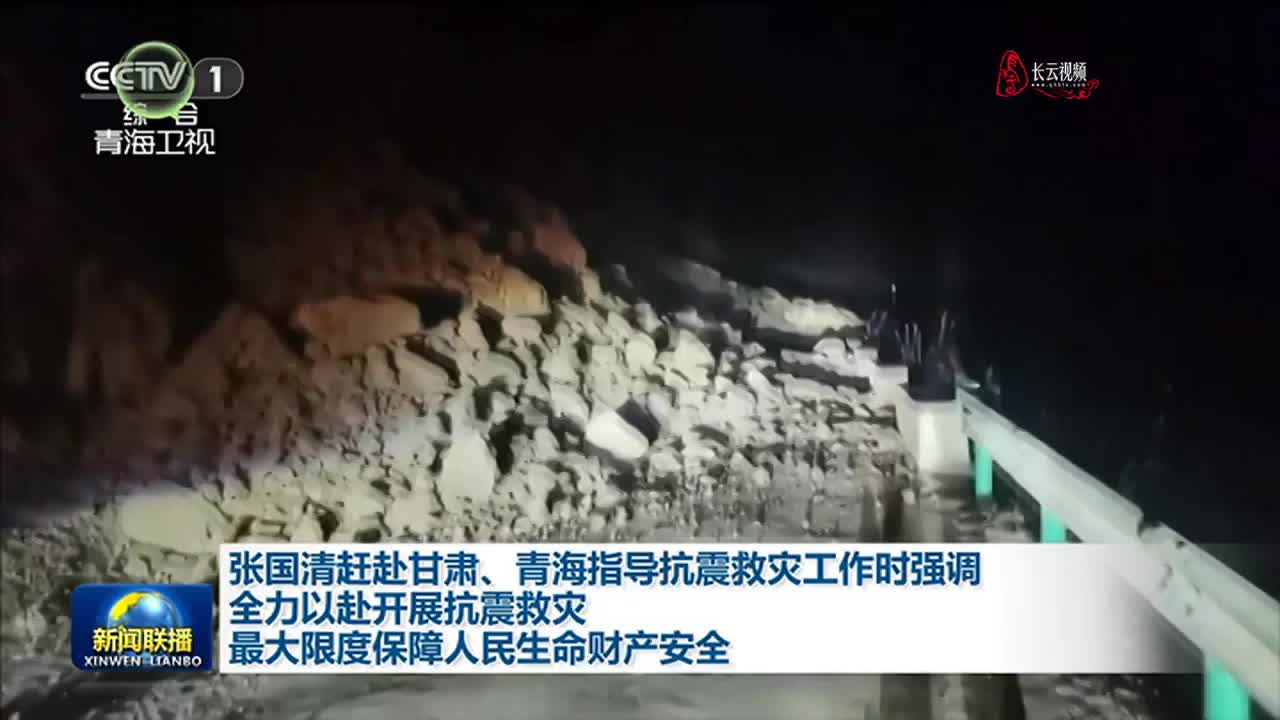 CCTV 1
综合
青海卫视
长云视频
www.qhbtv.com
张国清赶赴甘肃、青海指导抗震救灾工作时强调
全力以赴开展抗震救灾
最大限度保障人民生命财产安全
新闻联播
XINWEN LIANBO